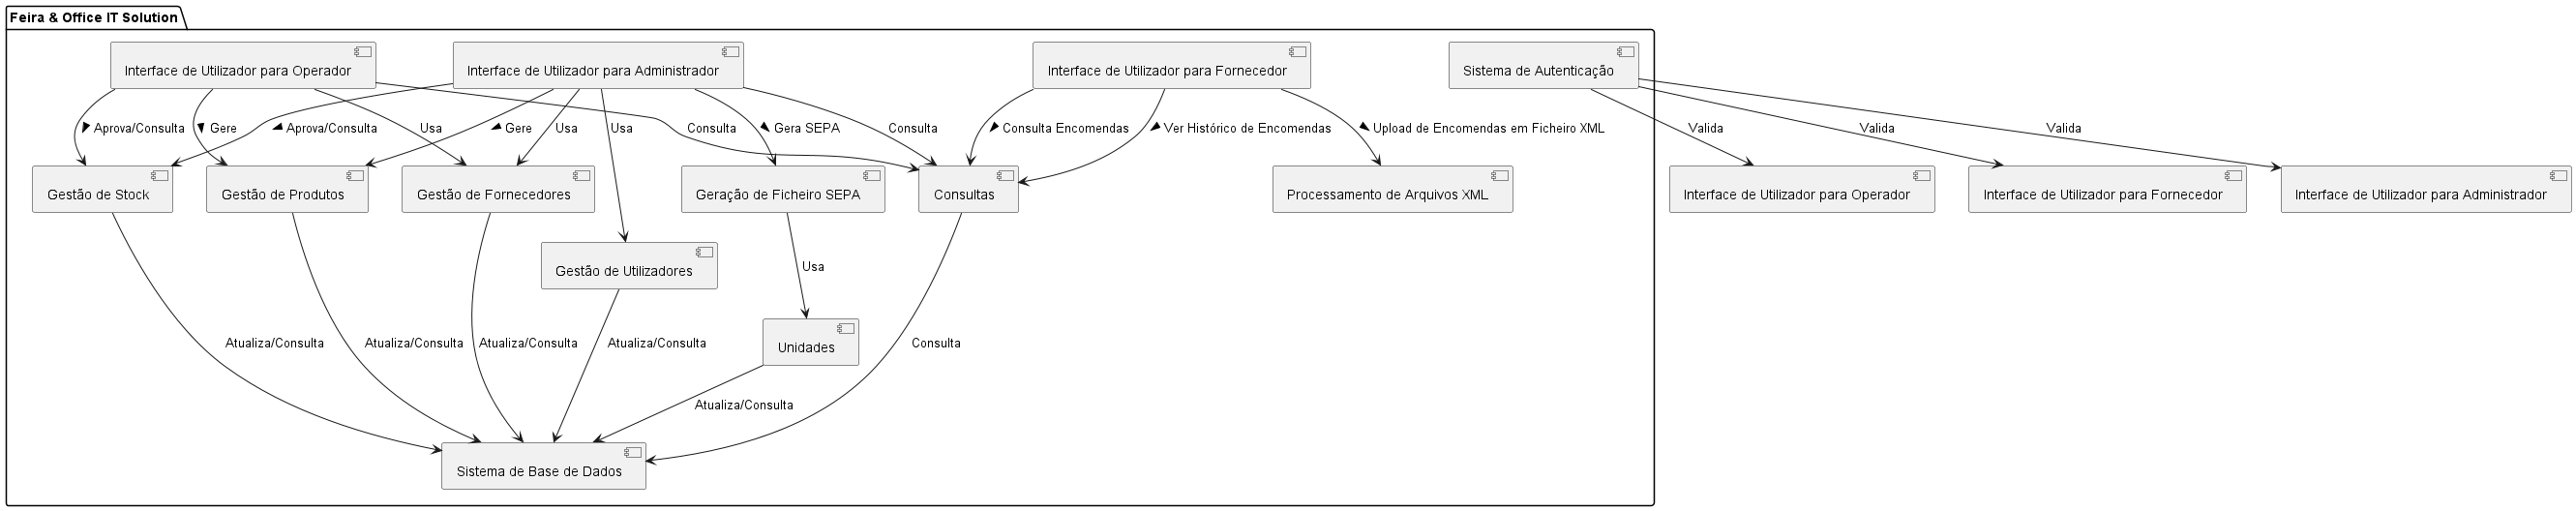 Feira & Office IT Solution
Interface de Utilizador para Operador
Interface de Utilizador para Administrador
Interface de Utilizador para Fornecedor
Sistema de Autenticação
Aprova/Consulta
Gere
Usa
Aprova/Consulta
Gere
Usa
Usa
Consulta
Gera SEPA
Consulta
Consulta Encomendas
Ver Histórico de Encomendas
Upload de Encomendas em Ficheiro XML
Valida
Valida
Valida
Gestão de Stock
Gestão de Produtos
Gestão de Fornecedores
Geração de Ficheiro SEPA
Consultas
Processamento de Arquivos XML
Interface de Utilizador para Operador
Interface de Utilizador para Fornecedor
Interface de Utilizador para Administrador
Gestão de Utilizadores
Usa
Atualiza/Consulta
Atualiza/Consulta
Atualiza/Consulta
Atualiza/Consulta
Unidades
Consulta
Atualiza/Consulta
Sistema de Base de Dados